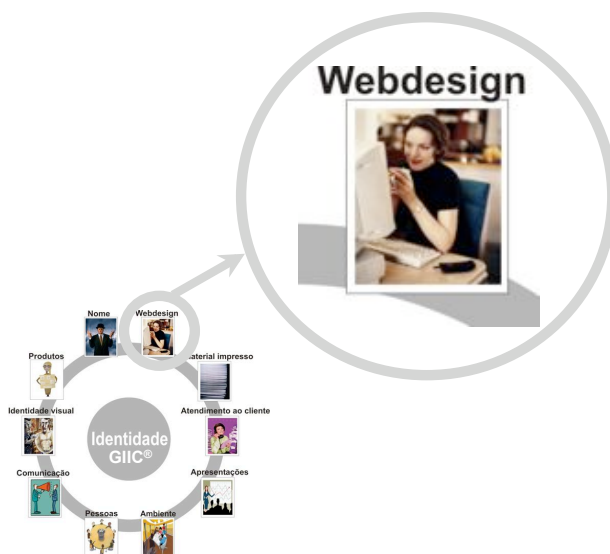 Webdesign
Nome
Webdesign
Produtos
aterial impresso
Identidade visual
Atendimento ao cliente
Identidade
GIIC®
Comunicação
Apresentações
Pessoas
Ambiente